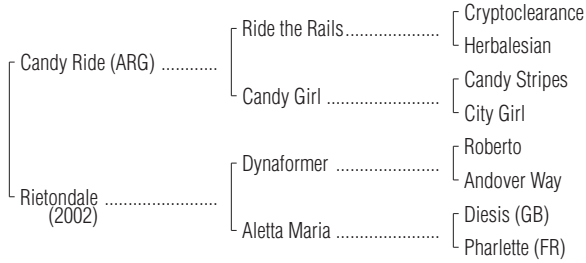 Cryptoclearance
Ride the Rails......................
Herbalesian
Candy Ride (ARG) ............
Candy Stripes
Candy Girl ..........................
City Girl
Roberto
Dynaformer ........................
Andover Way
Rietondale ........................
(2002)
Diesis (GB)
Aletta Maria ........................
Pharlette (FR)